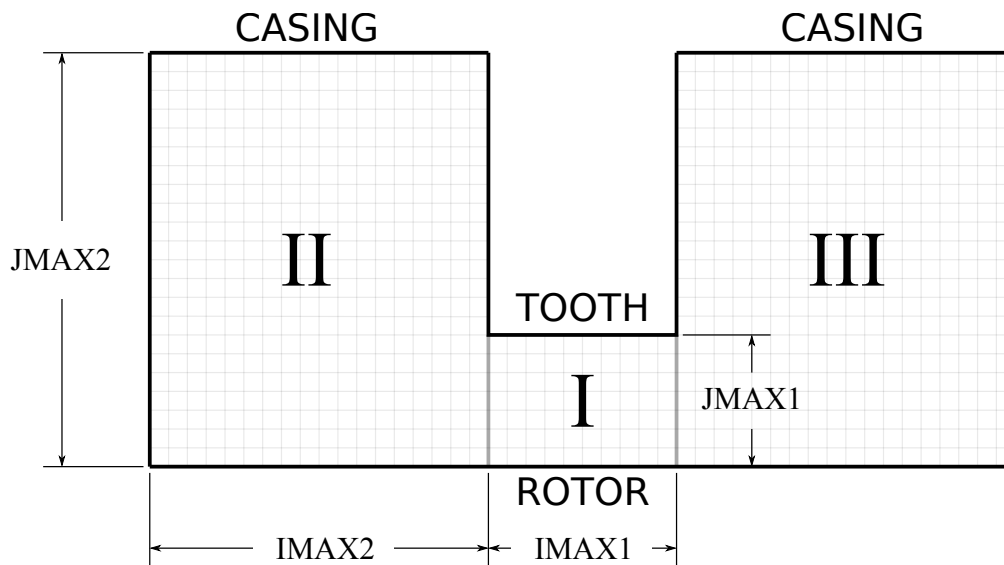 CASING
CASING
II
III
JMAX2
TOOTH
I
JMAX1
ROTOR
IMAX2
IMAX1